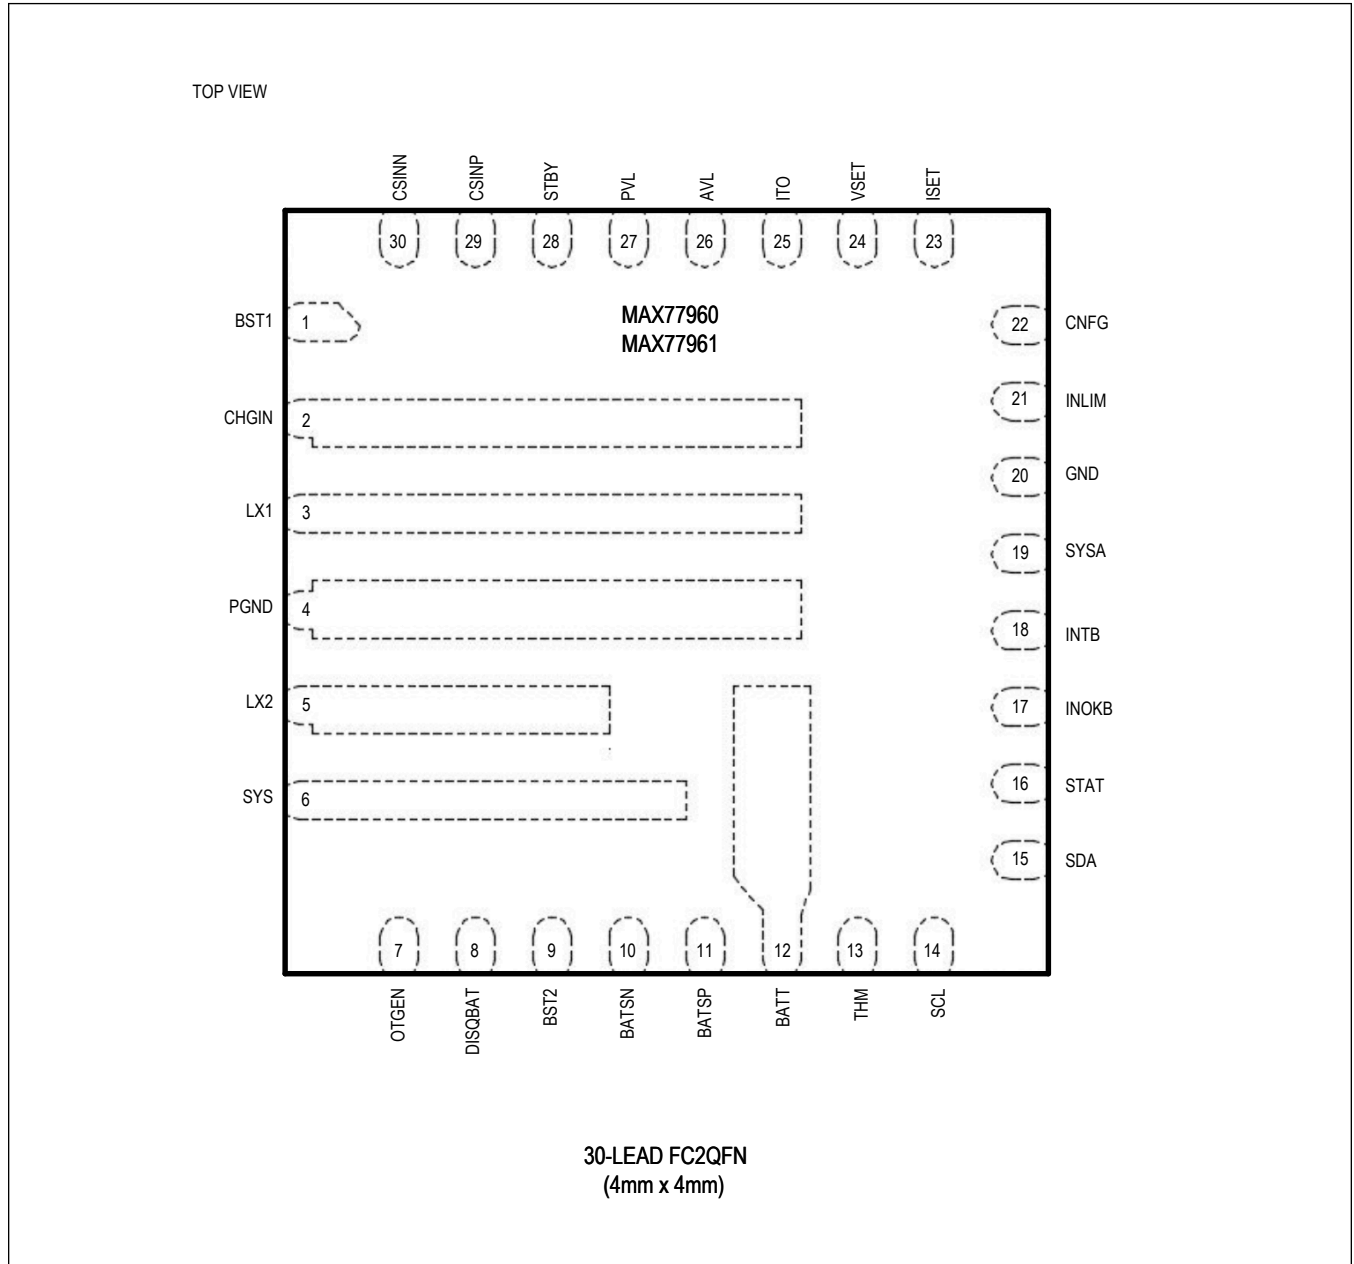 TOP VIEW
CSINN
CSINP
STBY
PVL
AVL
ITO
VSET
ISET
30 29 28 27 26 25 24 23
MAX77960
MAX77961
BST1 1
22 CNFG
CHGIN 2
21 INLIM
20 GND
LX1 3
19 SYSA
PGND 4
18 INTB
LX2 5
17 INOKB
SYS 6
16 STAT
15 SDA
7 8 9 10 11 12 13 14
OTGEN
DISQBAT
BST2
BATSN
BATSP
BATT
THM
SCL
30-LEAD FC2QFN
(4mm x 4mm)